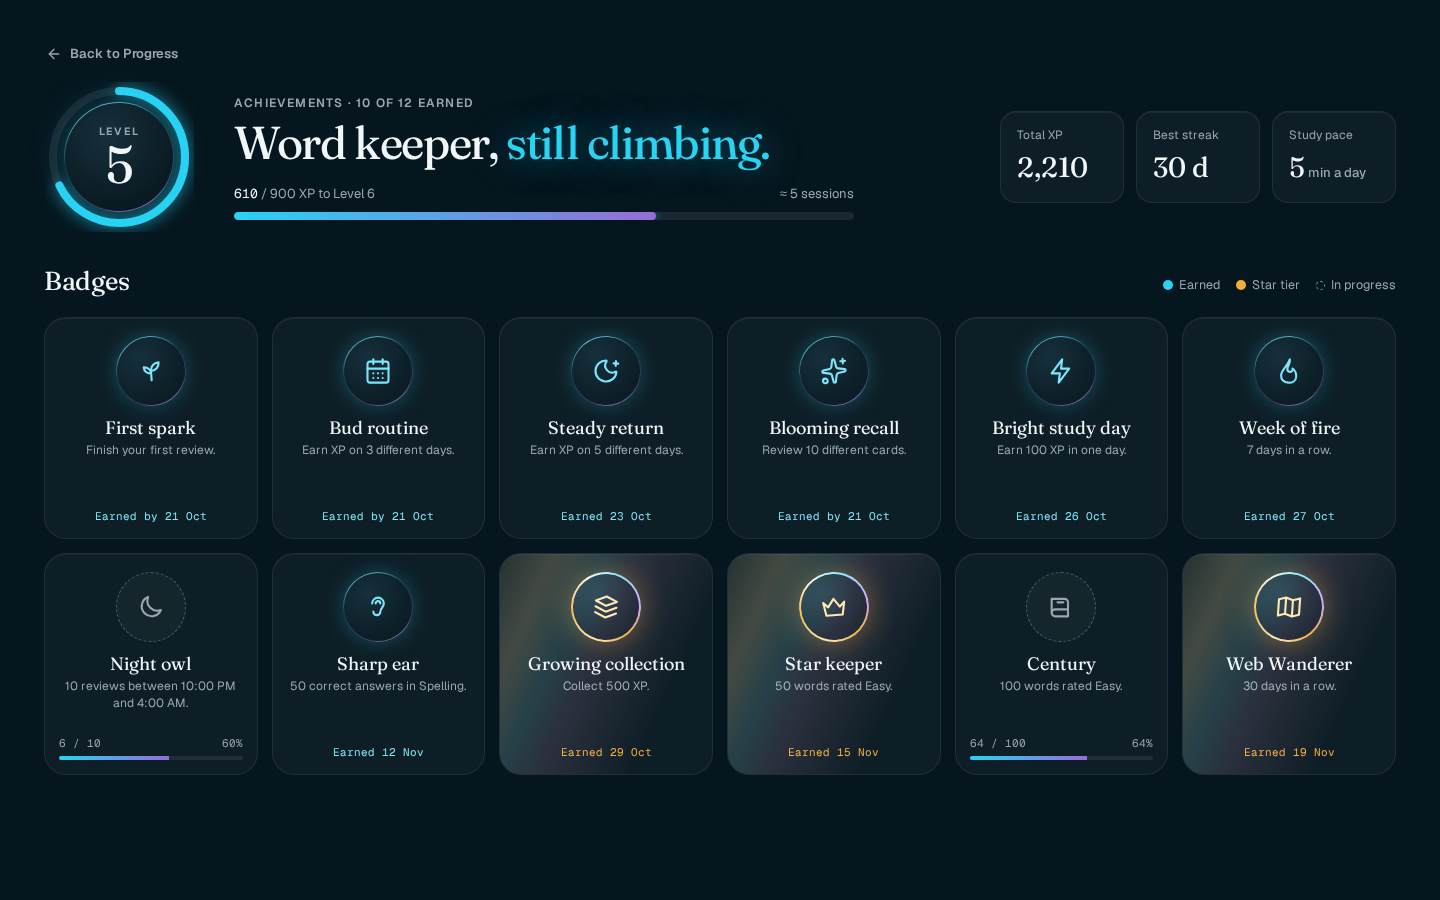 Back to Progress
LEVEL
5
ACHIEVEMENTS · 10 OF 12 EARNED
Word keeper, still climbing.
610 / 900 XP to Level 6
≈ 5 sessions
Total XP
2,210
Best streak
30 d
Study pace
5 min a day
Badges
Earned
Star tier
In progress
First spark
Finish your first review.
Earned by 21 Oct
Bud routine
Earn XP on 3 different days.
Earned by 21 Oct
Steady return
Earn XP on 5 different days.
Earned 23 Oct
Blooming recall
Review 10 different cards.
Earned by 21 Oct
Bright study day
Earn 100 XP in one day.
Earned 26 Oct
Week of fire
7 days in a row.
Earned 27 Oct
Night owl
10 reviews between 10:00 PM
and 4:00 AM.
6 / 10
60%
Sharp ear
50 correct answers in Spelling.
Earned 12 Nov
Growing collection
Collect 500 XP.
Earned 29 Oct
Star keeper
50 words rated Easy.
Earned 15 Nov
Century
100 words rated Easy.
64 / 100
64%
Web Wanderer
30 days in a row.
Earned 19 Nov